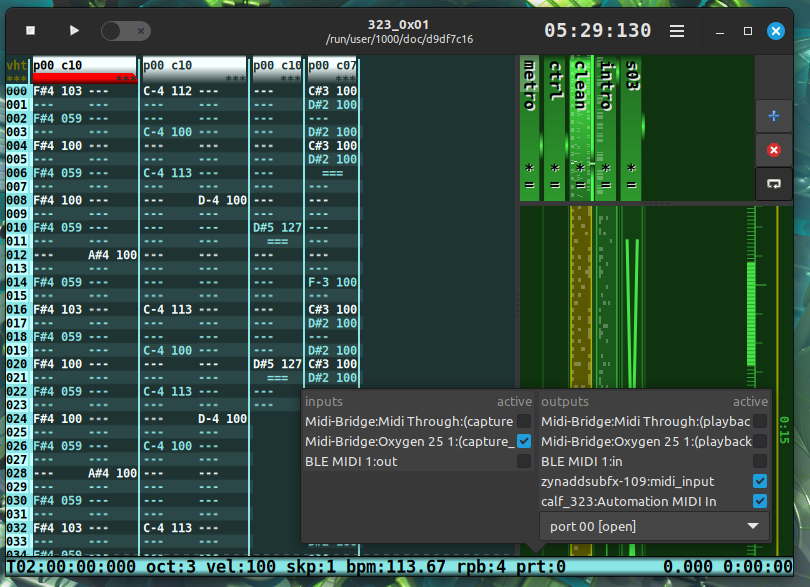 323_0x01
/run/user/1000/doc/d9df7c16
05:29:130
vht p00 c10 p00 c10 p00 c10 p00 c07
*** *** *** *** ***
000 F#4 103 --- C-4 112 --- --- C#3 100
001 --- --- --- --- --- D#2 100
002 F#4 059 --- --- --- --- ---
003 --- --- C-4 100 --- --- D#2 100
004 F#4 100 --- --- --- --- C#3 100
005 --- --- --- --- --- D#2 100
006 F#4 059 --- C-4 113 --- --- ===
007 --- --- --- --- --- ---
008 F#4 100 --- --- D-4 100 --- ---
009 --- --- --- --- --- ---
010 F#4 059 --- --- --- D#5 127 ---
011 --- --- --- --- === ---
012 --- A#4 100 --- --- --- ---
013 --- --- --- --- --- ---
014 F#4 059 --- --- --- --- F-3 100
015 --- --- --- --- --- ---
016 F#4 103 --- C-4 113 --- --- C#3 100
017 --- --- --- --- --- D#2 100
018 F#4 059 --- --- --- --- ---
019 --- --- C-4 100 --- --- D#2 100
020 F#4 100 --- --- --- D#5 127 C#3 100
021 --- --- --- --- === D#2 100
022 F#4 059 --- C-4 113 --- ---
023 --- --- --- --- ---
024 F#4 100 --- --- D-4 100
025 --- --- --- ---
026 F#4 059 --- C-4 100 ---
027 --- --- --- ---
028 --- A#4 100 --- ---
029 --- --- --- ---
030 F#4 059 --- --- ---
031 --- --- --- ---
032 F#4 103 --- C-4 113 ---
033 --- --- --- ---
034 F#4 059 --- --- ---
metro * =
ctrl * =
clean * =
intro * =
s03 * =
0:15
inputs active
Midi-Bridge:Midi Through:(capture
Midi-Bridge:Oxygen 25 1:(capture_
BLE MIDI 1:out
outputs active
Midi-Bridge:Midi Through:(playbac
Midi-Bridge:Oxygen 25 1:(playback
BLE MIDI 1:in
zynaddsubfx-109:midi_input
calf_323:Automation MIDI In
port 00 [open]
T02:00:00:000 oct:3 vel:100 skp:1 bpm:113.67 rpb:4 prt:0 0.000 0:00:00